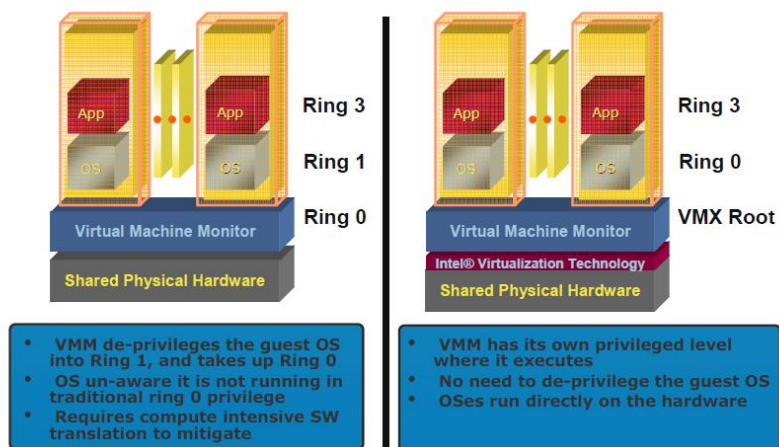 App
App
Ring 3
OS
OS
Ring 1
Ring 0
Virtual Machine Monitor
Shared Physical Hardware
• VMM de-privileges the guest OS
into Ring 1, and takes up Ring 0
• OS un-aware it is not running in
traditional ring 0 privilege
• Requires compute intensive SW
translation to mitigate
App
App
Ring 3
OS
OS
Ring 0
VMX Root
Virtual Machine Monitor
Intel® Virtualization Technology
Shared Physical Hardware
• VMM has its own privileged level
where it executes
• No need to de-privilege the guest OS
• OSes run directly on the hardware